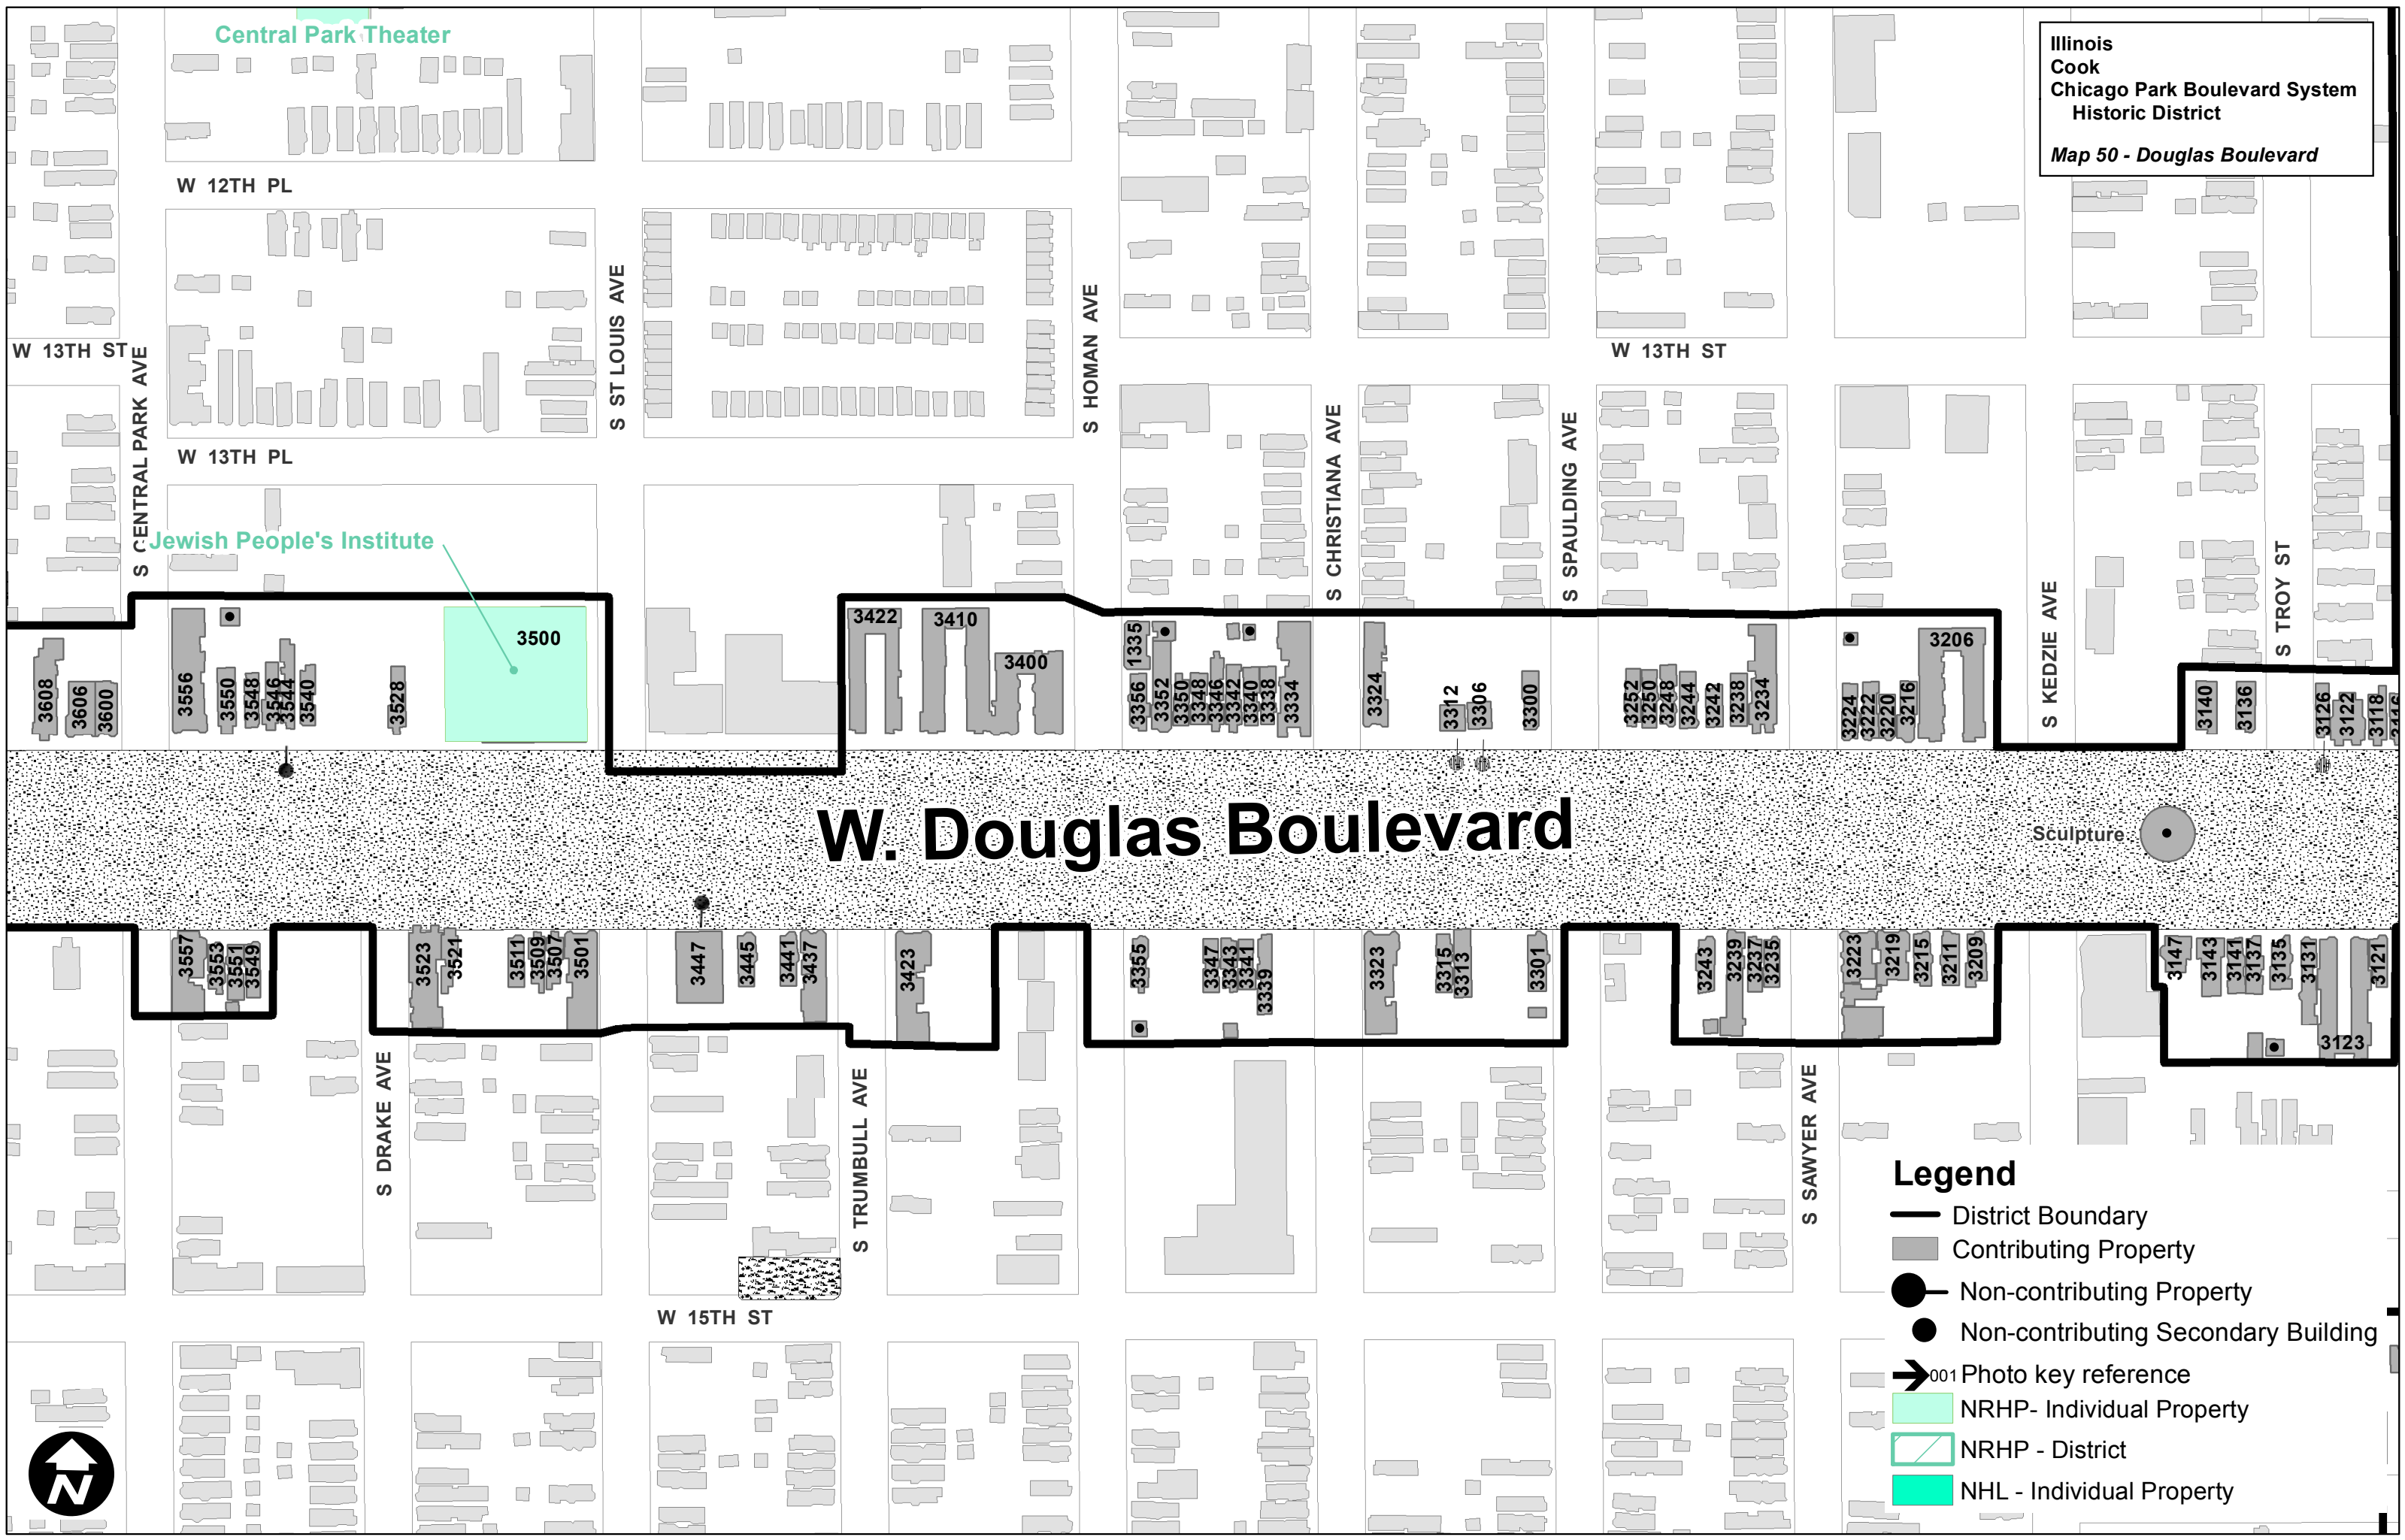 Central Park Theater
Illinois
Cook
Chicago Park Boulevard System
Historic District
Map 50 - Douglas Boulevard
W 12TH PL
W 13TH ST
W 13TH ST
W 13TH PL
S CENTRAL PARK AVE
S ST LOUIS AVE
S HOMAN AVE
S CHRISTIANA AVE
S SPAULDING AVE
S KEDZIE AVE
S TROY ST
Jewish People's Institute
3608
3606
3600
3556
3550
3548
3546
3544
3540
3528
3500
3422
3410
3400
1335
3356
3352
3350
3348
3346
3342
3340
3338
3334
3324
3312
3306
3300
3252
3250
3248
3244
3242
3238
3234
3224
3222
3220
3216
3206
3140
3136
3126
3122
3118
W. Douglas Boulevard
Sculpture
3557
3553
3551
3549
3523
3521
3511
3509
3507
3501
3447
3445
3441
3437
3423
3355
3347
3343
3341
3339
3323
3315
3313
3301
3243
3239
3237
3235
3223
3219
3215
3211
3209
3147
3143
3141
3137
3135
3131
3123
3121
S DRAKE AVE
S TRUMBULL AVE
S SAWYER AVE
W 15TH ST
Legend
District Boundary
Contributing Property
Non-contributing Property
Non-contributing Secondary Building
001 Photo key reference
NRHP- Individual Property
NRHP - District
NHL - Individual Property
N